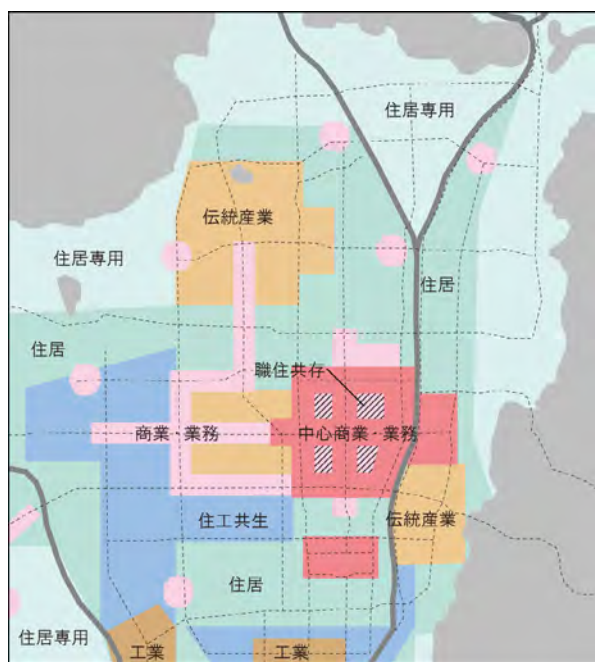 住居専用
伝統産業
住居専用
住居
住居
職住共存
商業・業務
中心商業・業務
住工共生
伝統産業
住居
住居専用
工業
工業